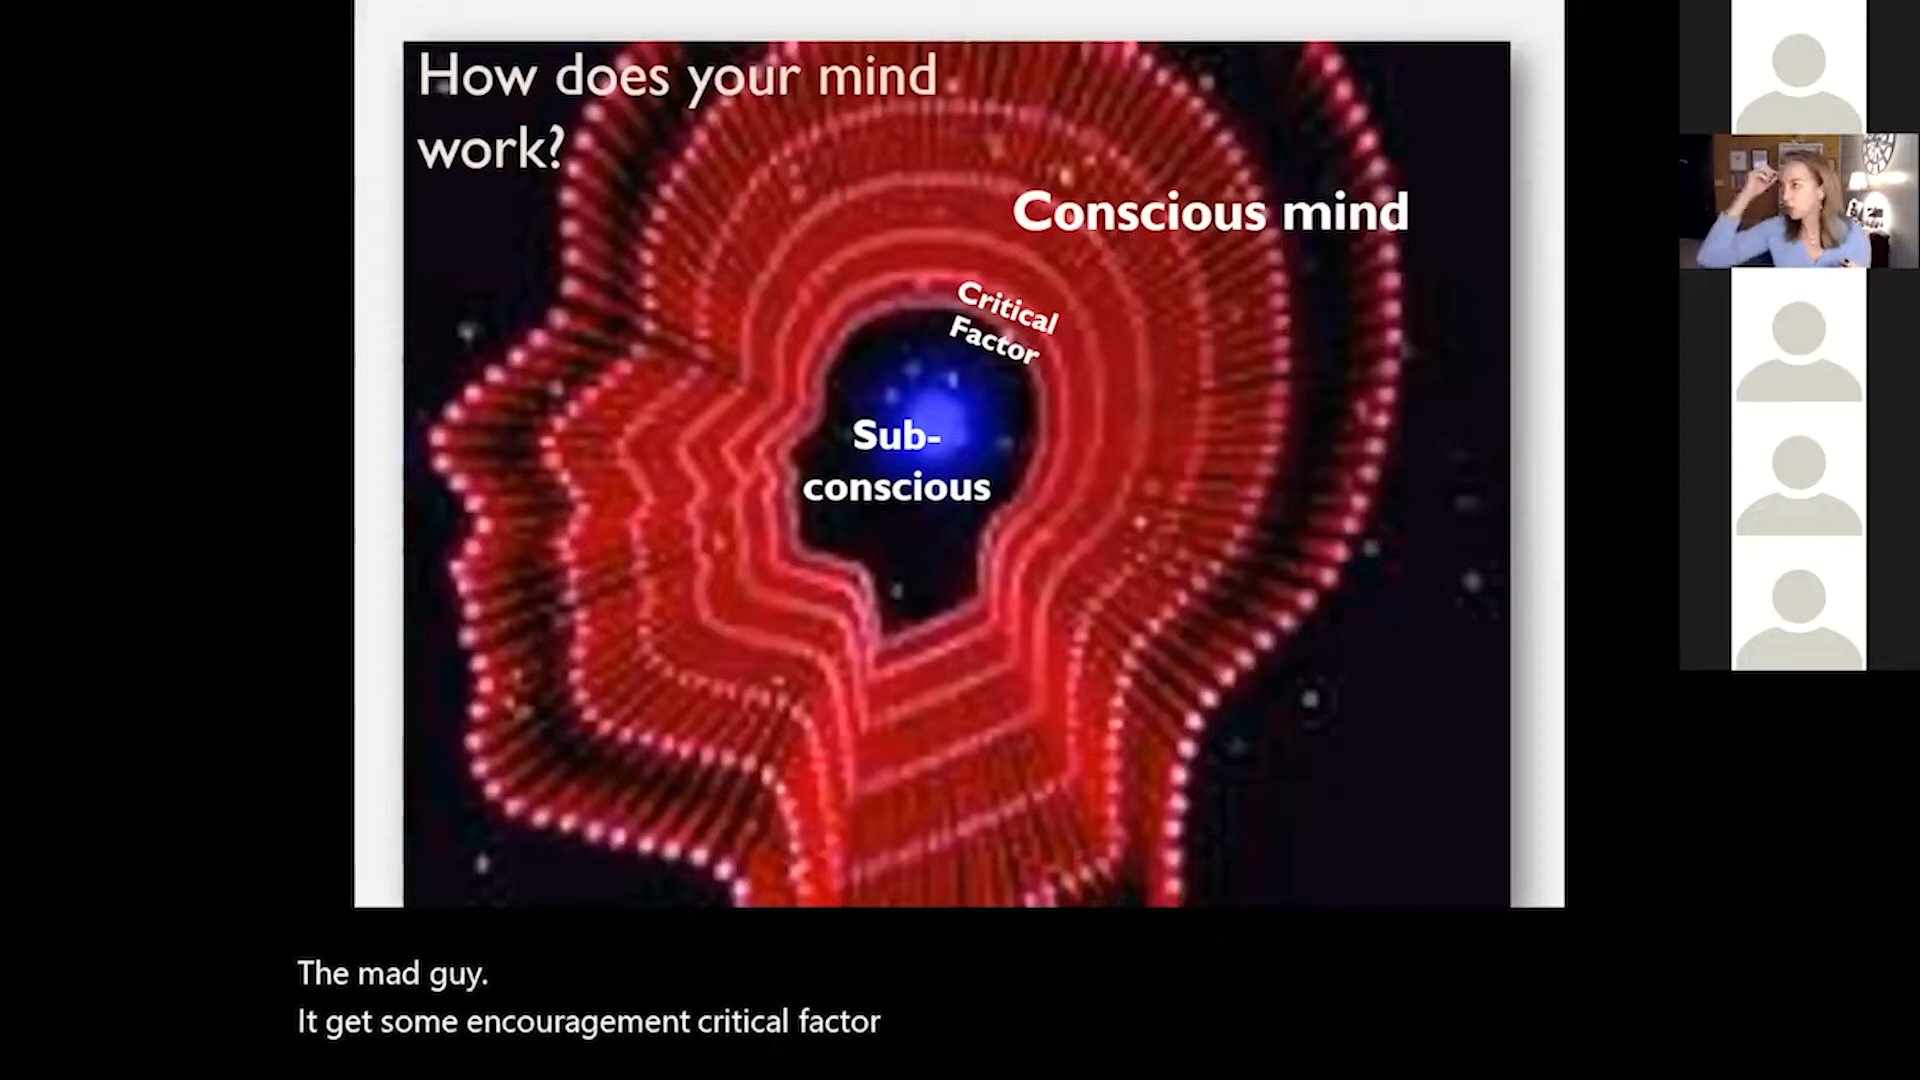 How does your mind
work?
Conscious mind
Critical
Factor
Sub-
conscious
The mad guy.
It get some encouragement critical factor